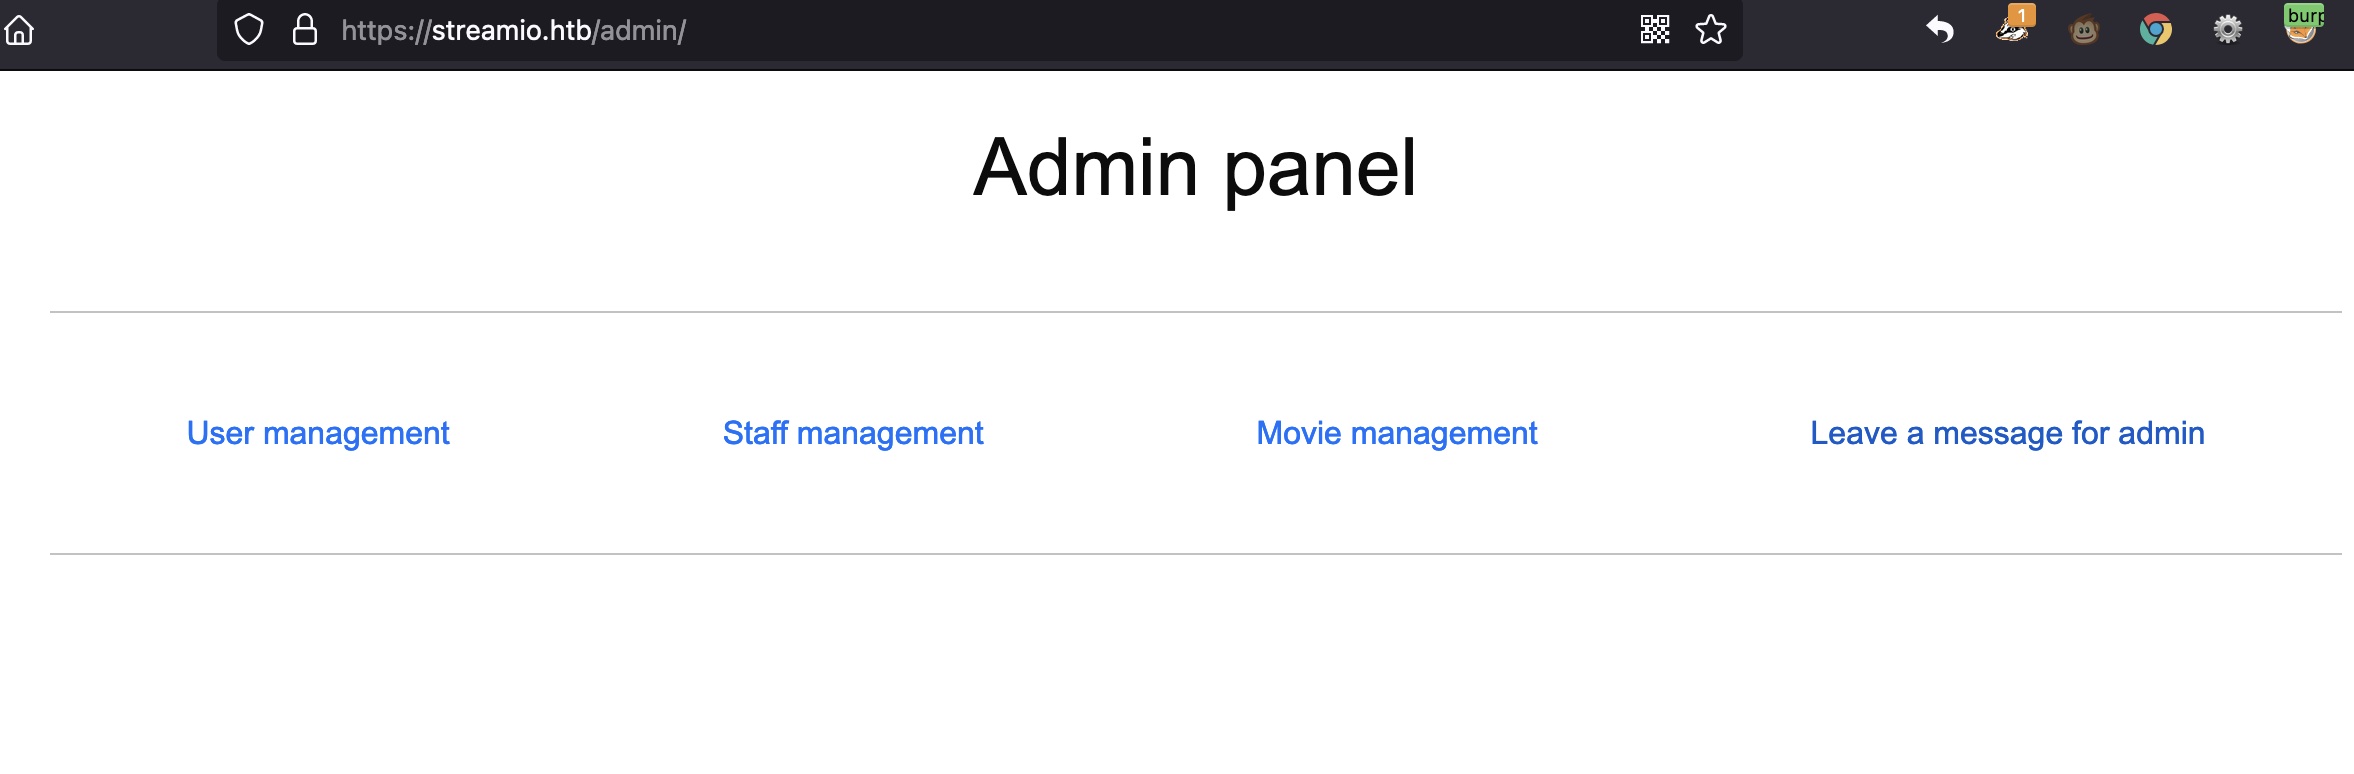 https://streamio.htb/admin/
1
burp
Admin panel
User management
Staff management
Movie management
Leave a message for admin